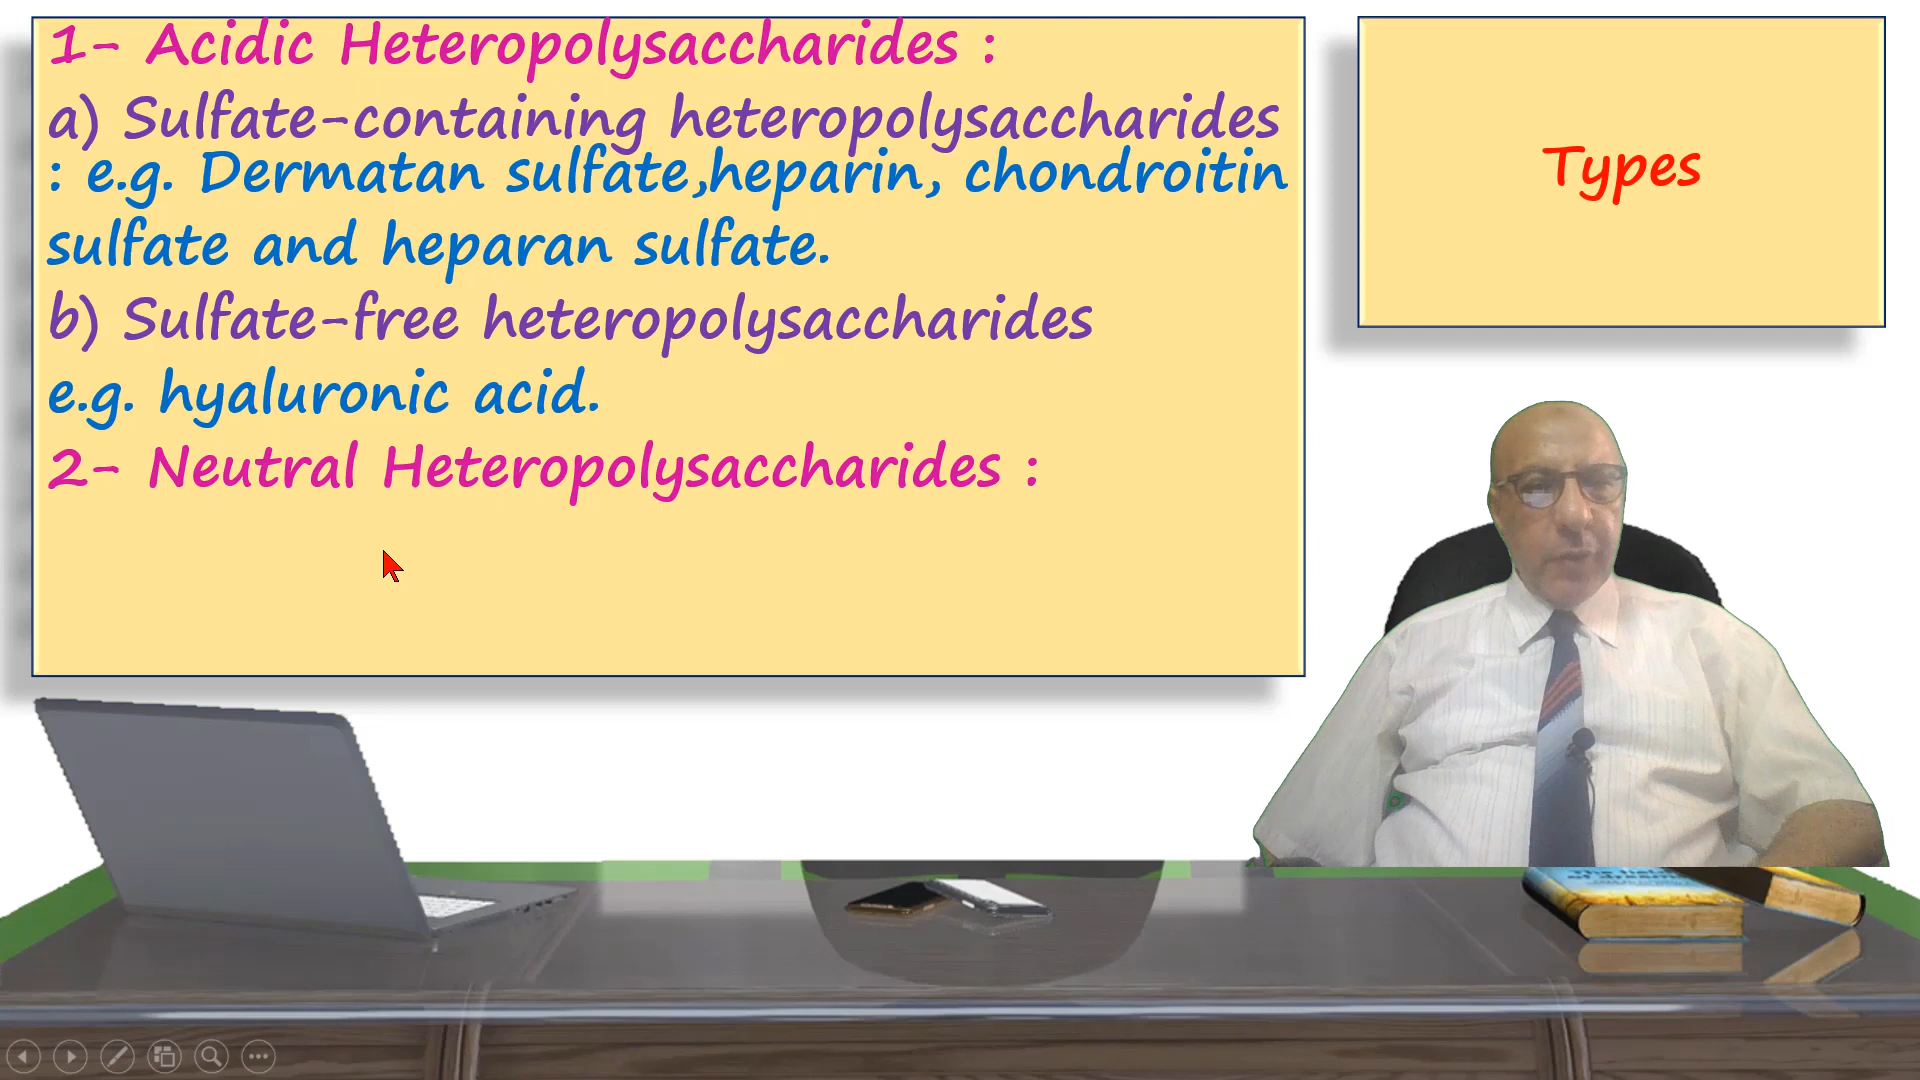 1- Acidic Heteropolysaccharides :
a) Sulfate-containing heteropolysaccharides
: e.g. Dermatan sulfate,heparin, chondroitin
sulfate and heparan sulfate.
b) Sulfate-free heteropolysaccharides
e.g. hyaluronic acid.
2- Neutral Heteropolysaccharides :
Types